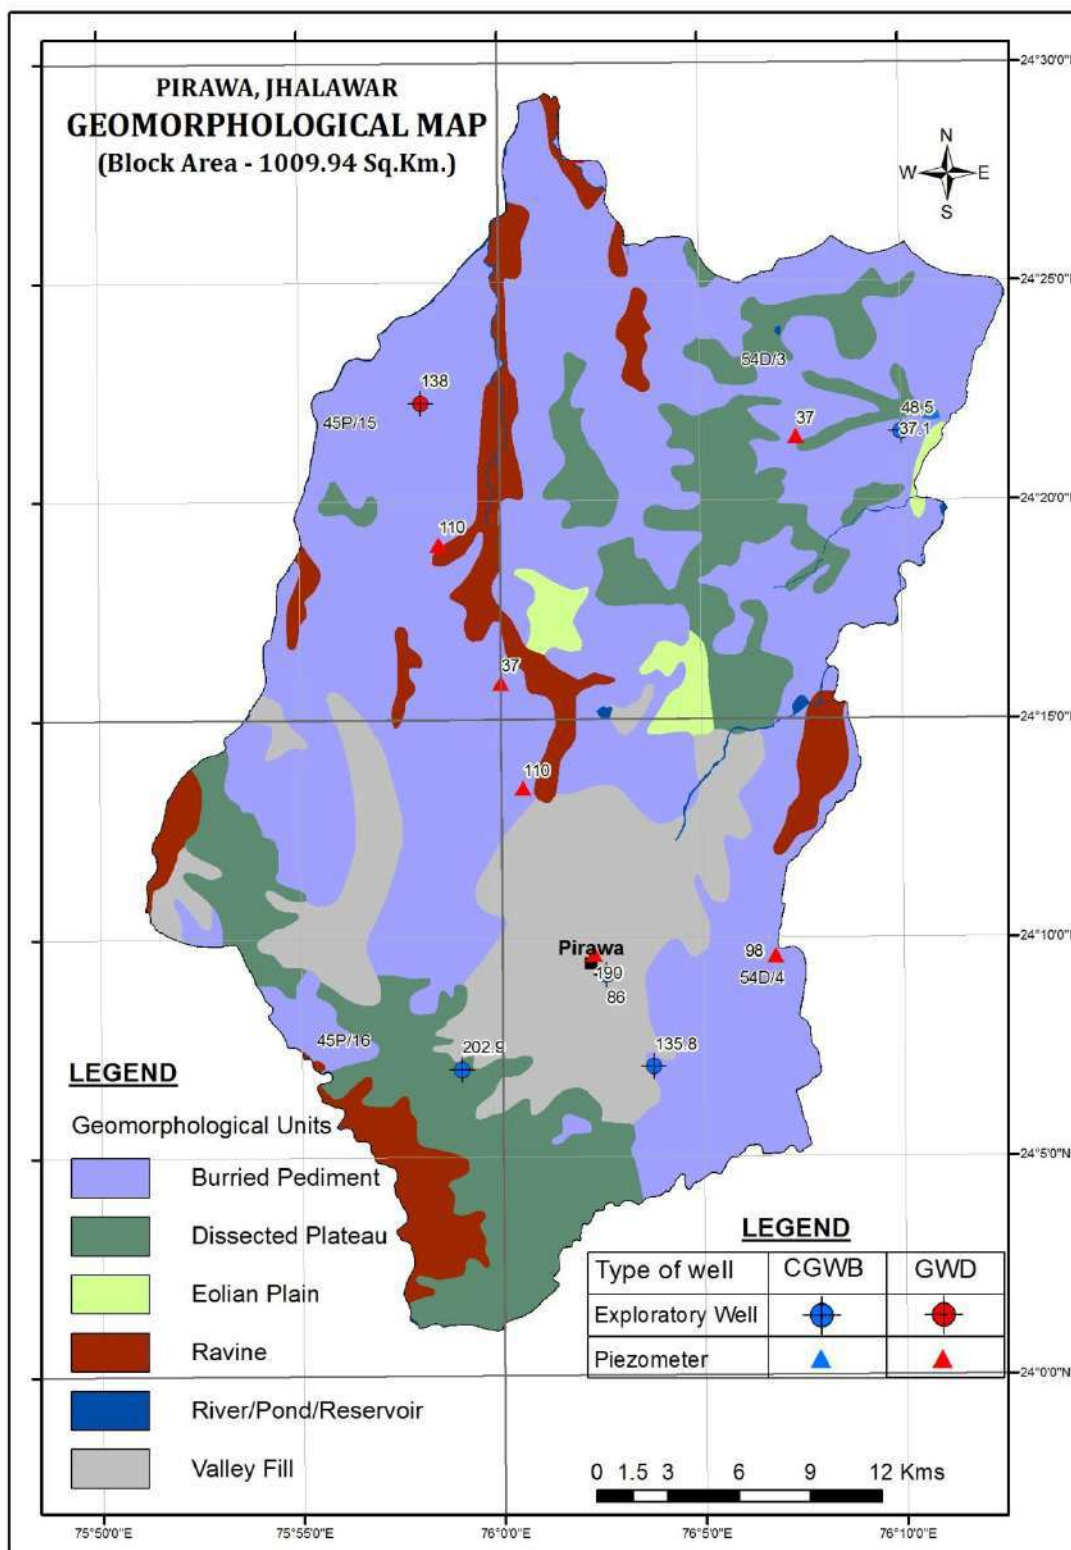 PIRAWA, JHALAWAR
GEOMORPHOLOGICAL MAP
(Block Area - 1009.94 Sq.Km.)
N
W E
S
24°30'0"N
24°25'0"N
24°20'0"N
24°15'0"N
24°10'0"N
24°5'0"N
24°0'0"N
54D/3
138
45P/15
48.5
37
37.1
110
37
110
Pirawa
98
54D/4
86
45P/16
202.9
135.8
LEGEND
Geomorphological Units
Burried Pediment
Dissected Plateau
Eolian Plain
Ravine
River/Pond/Reservoir
Valley Fill
LEGEND
Type of well CGWB GWD
Exploratory Well
Piezometer
0 1.5 3 6 9 12 Kms
75°50'0"E 75°55'0"E 76°0'0"E 76°5'0"E 76°10'0"E